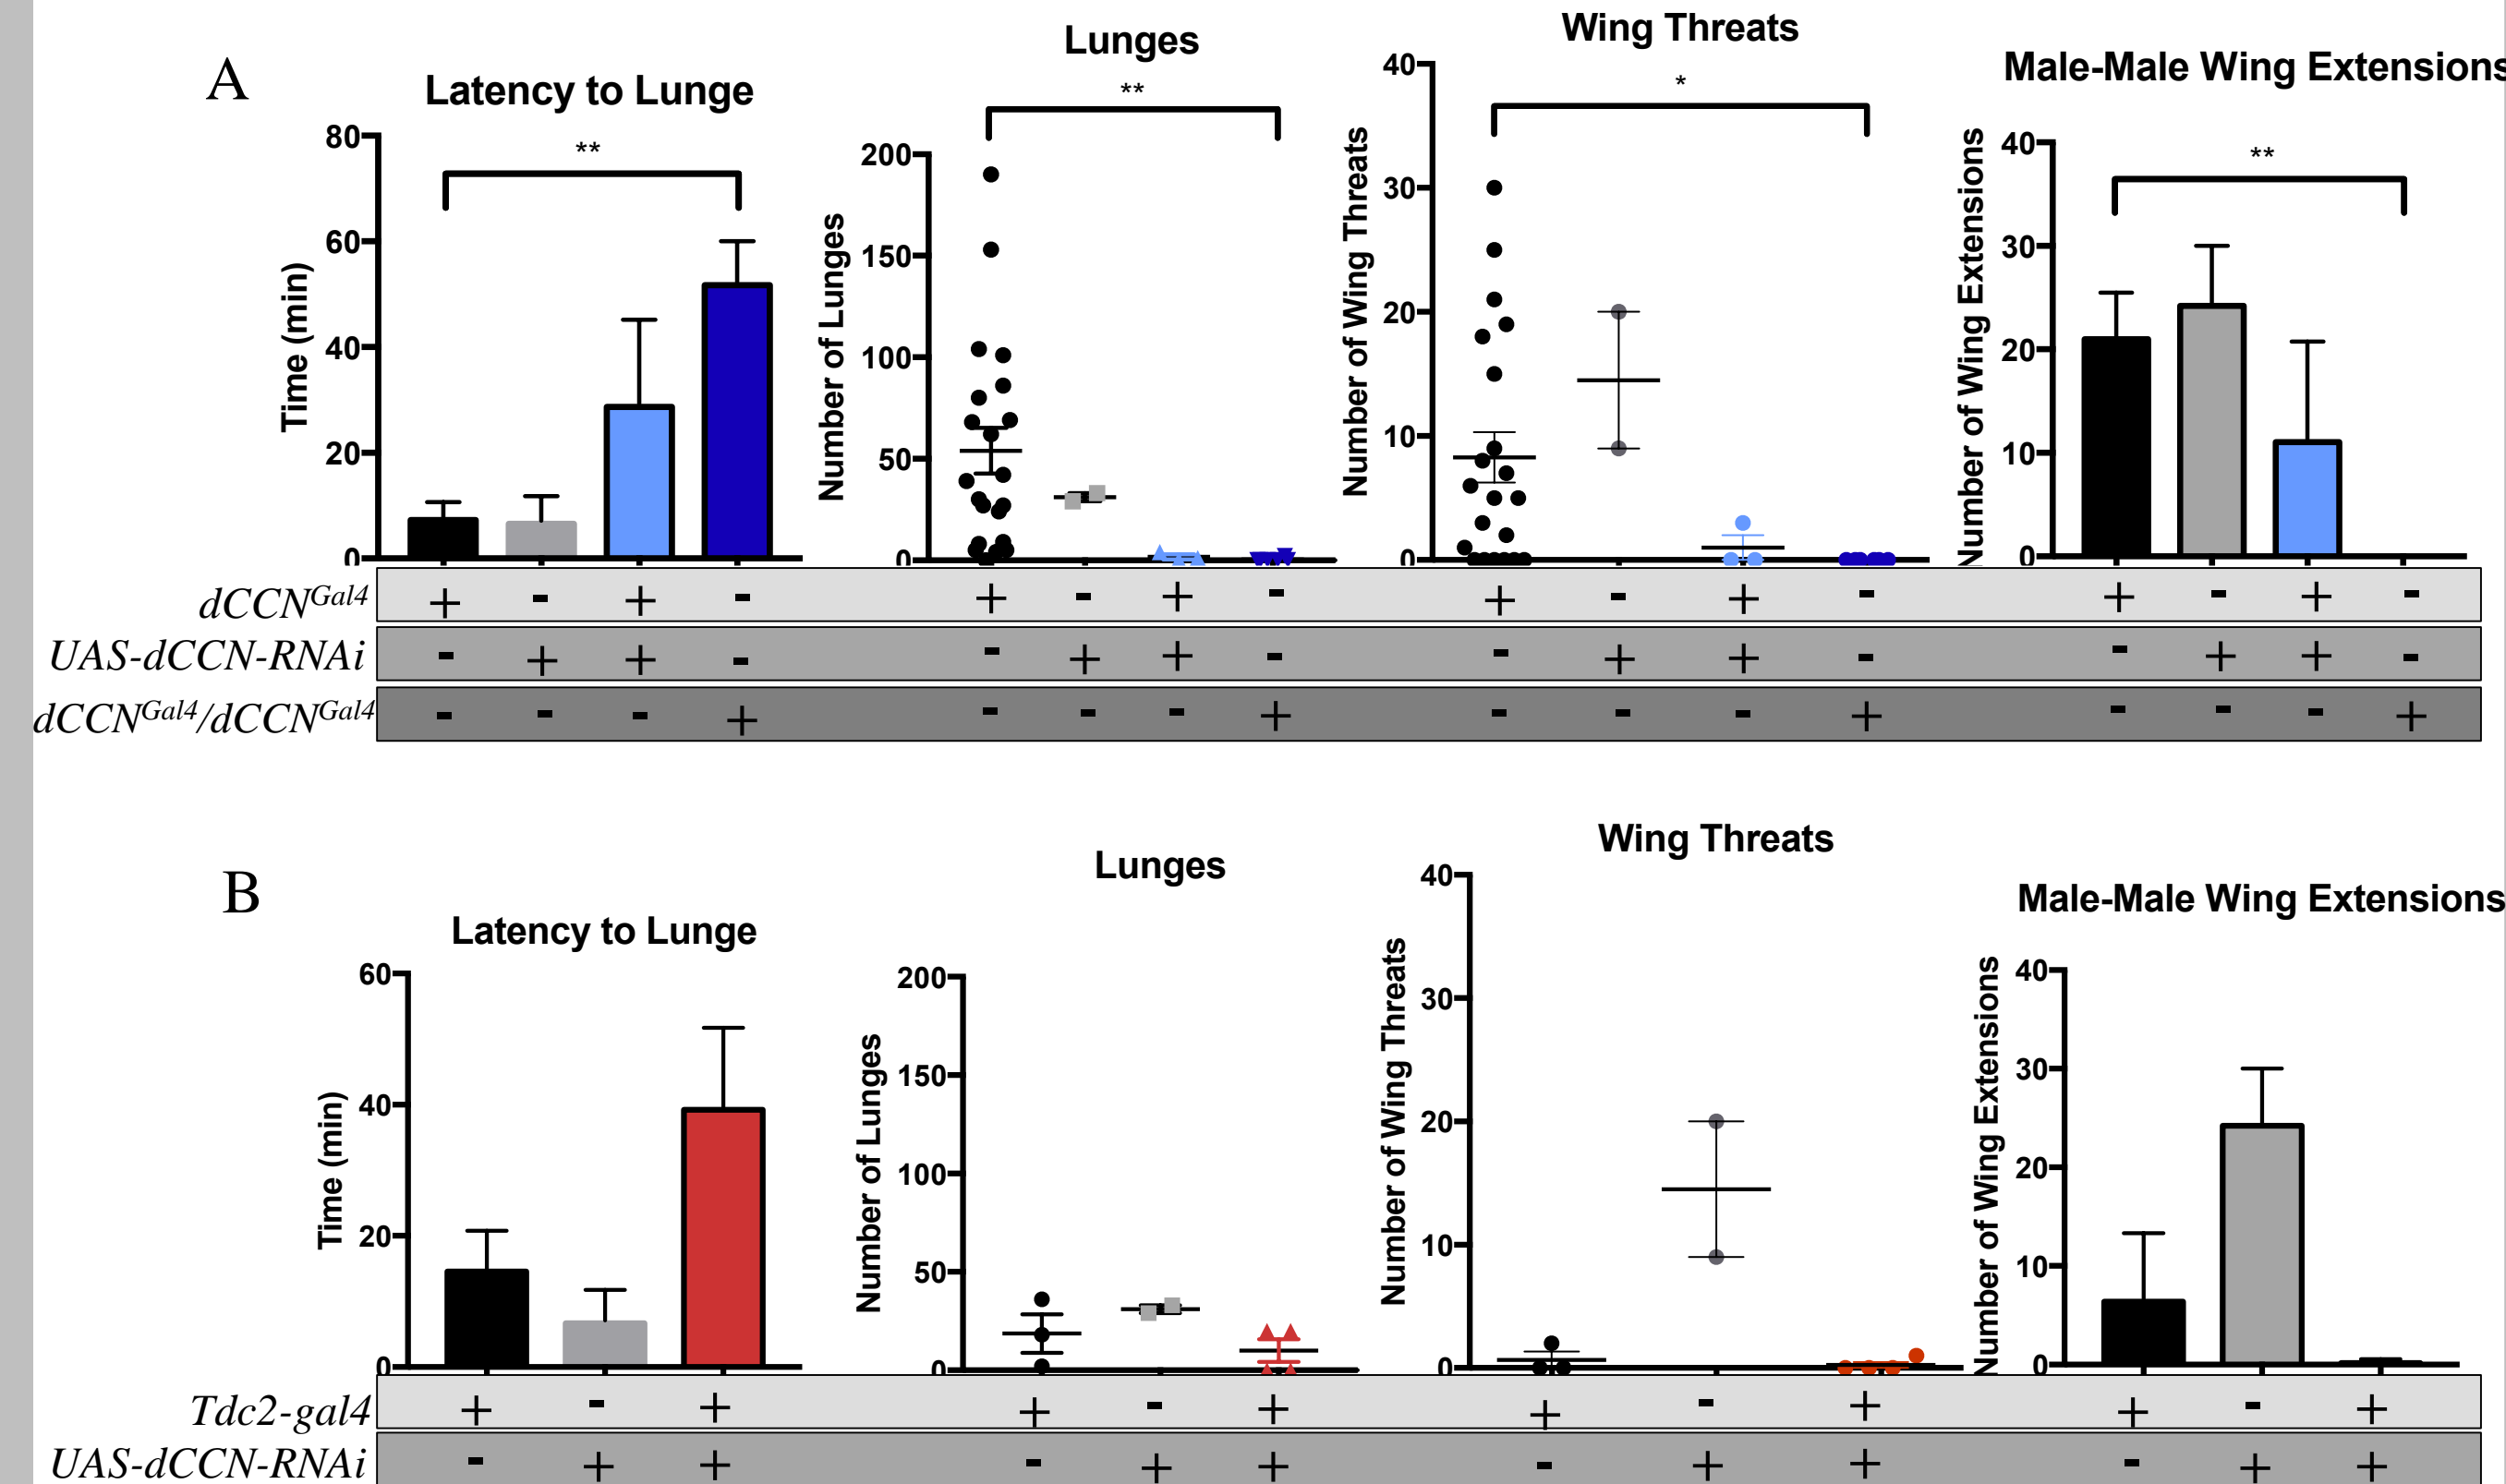 A
Latency to Lunge
**
Time (min)
80
60
40
20
0
Lunges
**
Number of Lunges
200
150
100
50
0
Wing Threats
*
Number of Wing Threats
40
30
20
10
0
Male-Male Wing Extensions
**
Number of Wing Extensions
40
30
20
10
0
dCCN^Gal4 + - + - + - + - + - + - + - + -
UAS-dCCN-RNAi - + + - - + + - - + + - - + + -
dCCN^Gal4/dCCN^Gal4 - - - + - - - + - - - + - - - +
B
Latency to Lunge
Time (min)
60
40
20
0
Lunges
Number of Lunges
200
150
100
50
0
Wing Threats
Number of Wing Threats
40
30
20
10
0
Male-Male Wing Extensions
Number of Wing Extensions
40
30
20
10
0
Tdc2-gal4 + - + + - + + - + + - +
UAS-dCCN-RNAi - + + - + + - + + - + +